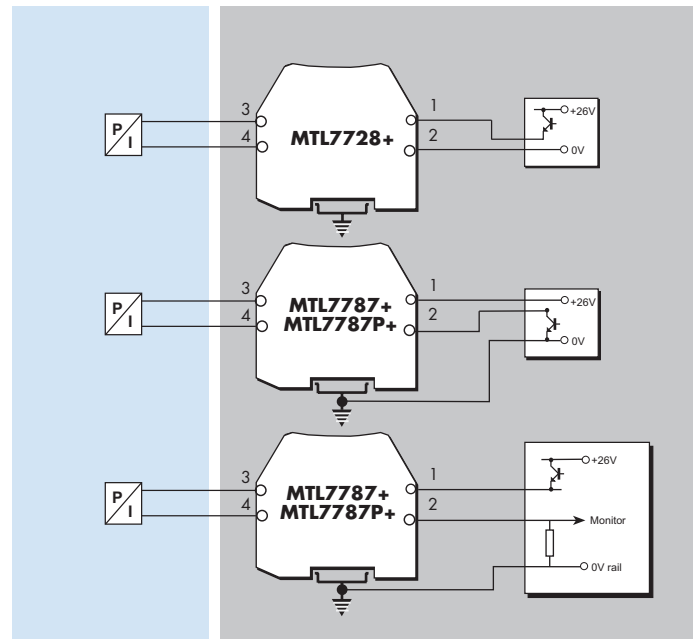 3
4
1
2
MTL7728+
P/I
+26V
0V
3
4
1
2
MTL7787+
MTL7787P+
P/I
+26V
0V
3
4
1
2
MTL7787+
MTL7787P+
P/I
+26V
Monitor
0V rail